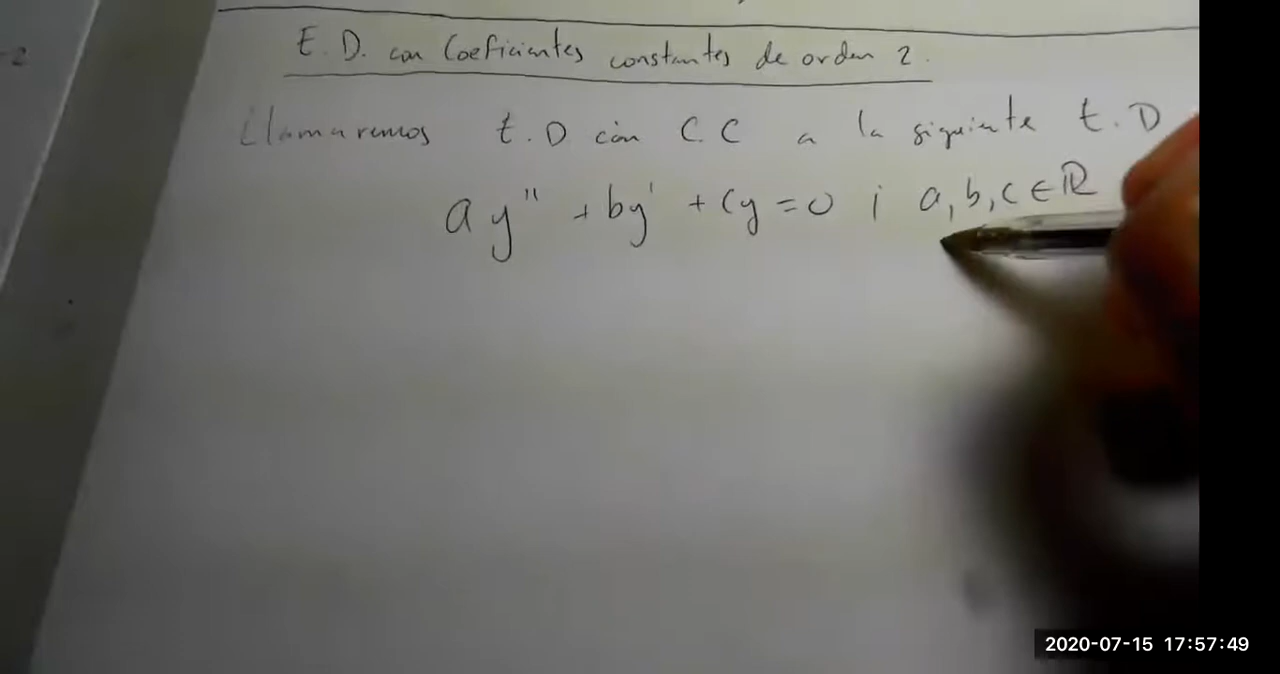 E. D. con Coeficientes constantes de orden 2.
Llamaremos E.D con C.C a la siguiente E.D
ay'' + by' + cy = 0 ; a, b, c ∈ ℝ
2020-07-15 17:57:49